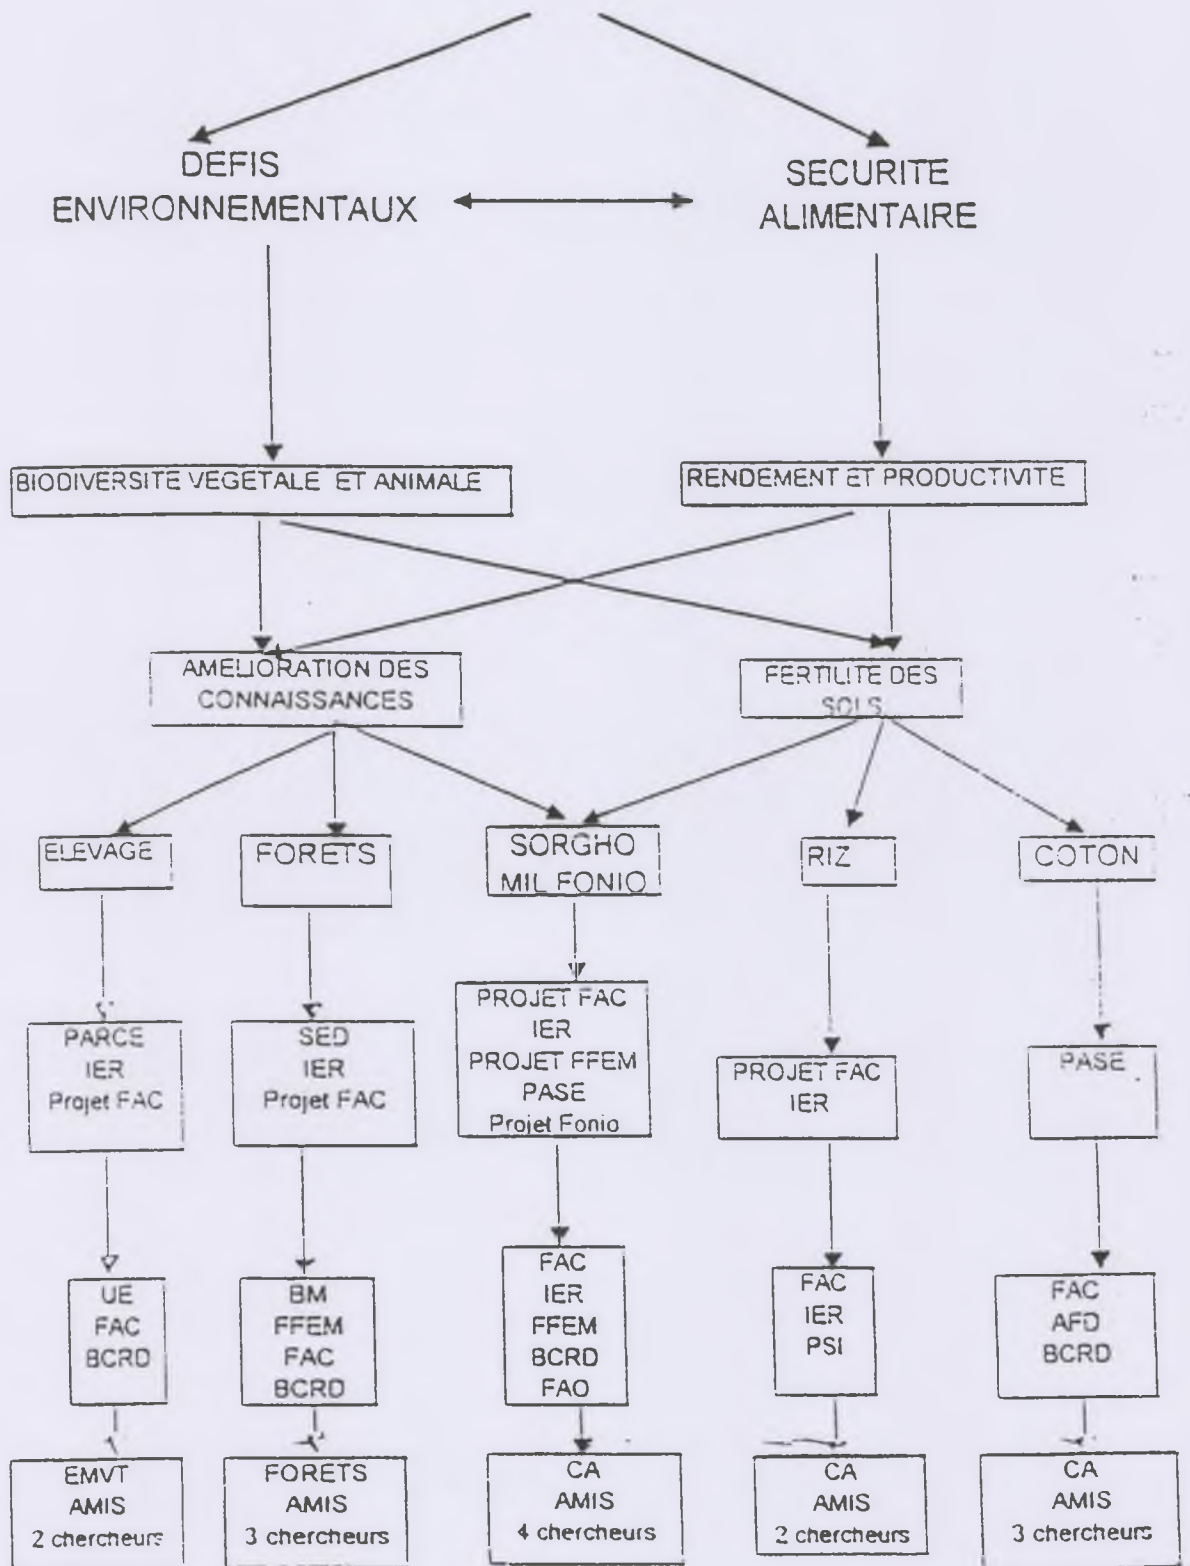 DEFIS
ENVIRONNEMENTAUX
SECURITE
ALIMENTAIRE
BIODIVERSITE VEGETALE ET ANIMALE
RENDEMENT ET PRODUCTIVITE
AMELIORATION DES
CONNAISSANCES
FERTILITE DES
SOLS
ELEVAGE
FORETS
SORGHO
MIL FONIO
RIZ
COTON
PARCE
IER
Projet FAC
SED
IER
Projet FAC
PROJET FAC
IER
PROJET FFEM
PASE
Projet Fonio
PROJET FAC
IER
PASE
UE
FAC
BCRD
BM
FFEM
FAC
BCRD
FAC
IER
FFEM
BCRD
FAO
FAC
IER
PSI
FAC
AFD
BCRD
EMVT
AMIS
2 chercheurs
FORETS
AMIS
3 chercheurs
CA
AMIS
4 chercheurs
CA
AMIS
2 chercheurs
CA
AMIS
3 chercheurs